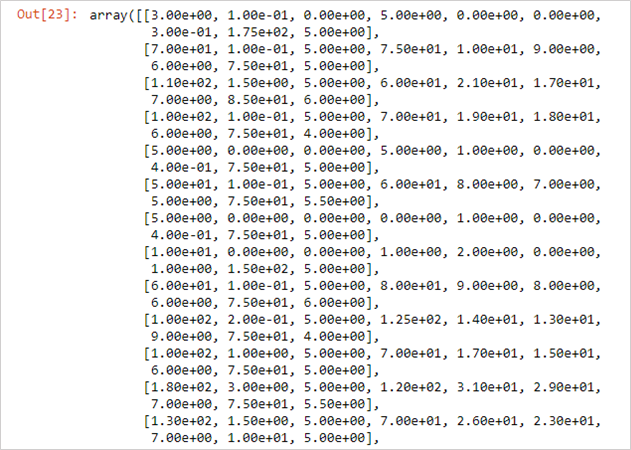 Out[23]: array([[3.00e+00, 1.00e-01, 0.00e+00, 5.00e+00, 0.00e+00, 0.00e+00,
3.00e-01, 1.75e+02, 5.00e+00],
[7.00e+01, 1.00e-01, 5.00e+00, 7.50e+01, 1.00e+01, 9.00e+00,
6.00e+00, 7.50e+01, 5.00e+00],
[1.10e+02, 1.50e+00, 5.00e+00, 6.00e+01, 2.10e+01, 1.70e+01,
7.00e+00, 8.50e+01, 6.00e+00],
[1.00e+02, 1.00e-01, 5.00e+00, 7.00e+01, 1.90e+01, 1.80e+01,
6.00e+00, 7.50e+01, 4.00e+00],
[5.00e+00, 0.00e+00, 0.00e+00, 5.00e+00, 1.00e+00, 0.00e+00,
4.00e-01, 7.50e+01, 5.00e+00],
[5.00e+01, 1.00e-01, 5.00e+00, 6.00e+01, 8.00e+00, 7.00e+00,
5.00e+00, 7.50e+01, 5.50e+00],
[5.00e+00, 0.00e+00, 0.00e+00, 0.00e+00, 1.00e+00, 0.00e+00,
4.00e-01, 7.50e+01, 5.00e+00],
[1.00e+01, 0.00e+00, 0.00e+00, 1.00e+00, 2.00e+00, 0.00e+00,
1.00e+00, 1.50e+02, 5.00e+00],
[6.00e+01, 1.00e-01, 5.00e+00, 8.00e+01, 9.00e+00, 8.00e+00,
6.00e+00, 7.50e+01, 6.00e+00],
[1.00e+02, 2.00e-01, 5.00e+00, 1.25e+02, 1.40e+01, 1.30e+01,
9.00e+00, 7.50e+01, 4.00e+00],
[1.00e+02, 1.00e+00, 5.00e+00, 7.00e+01, 1.70e+01, 1.50e+01,
6.00e+00, 7.50e+01, 5.00e+00],
[1.80e+02, 3.00e+00, 5.00e+00, 1.20e+02, 3.10e+01, 2.90e+01,
7.00e+00, 7.50e+01, 5.50e+00],
[1.30e+02, 1.50e+00, 5.00e+00, 7.00e+01, 2.60e+01, 2.30e+01,
7.00e+00, 1.00e+01, 5.00e+00],